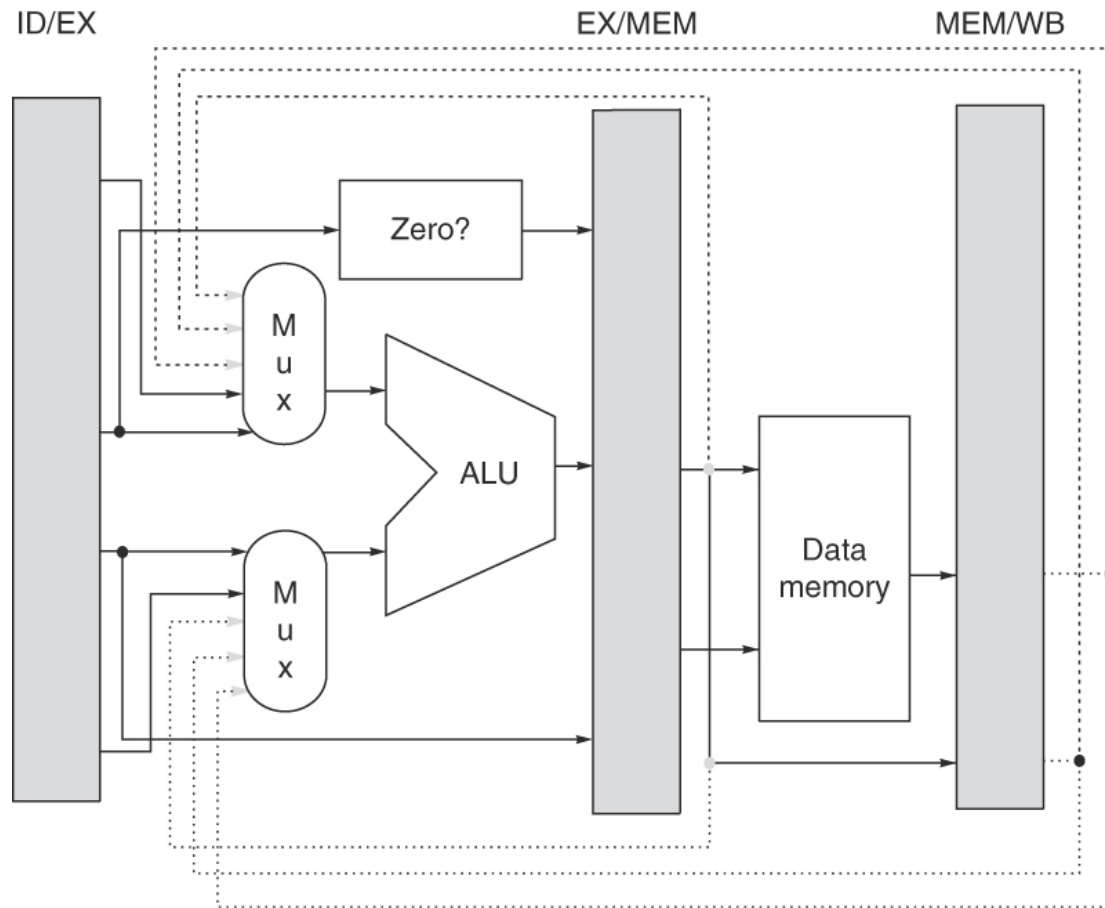 ID/EX
EX/MEM
MEM/WB
Zero?
M
u
x
ALU
M
u
x
Data
memory